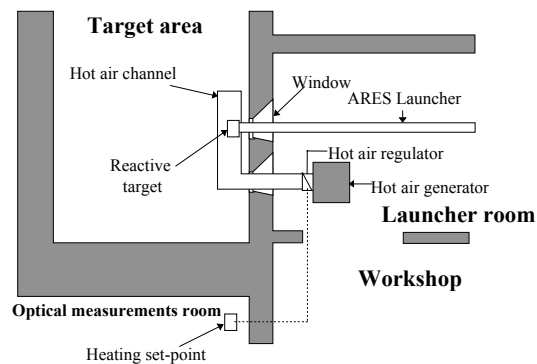 Target area
Hot air channel
Window
ARES Launcher
Reactive
target
Hot air regulator
Hot air generator
Launcher room
Workshop
Optical measurements room
Heating set-point